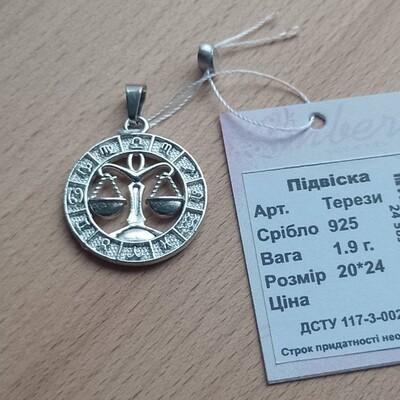 Підвіска
Арт. Терези
Срібло 925
Вага 1.9 г.
Розмір 20*24
Ціна
ДСТУ 117-3-002
Строк придатності